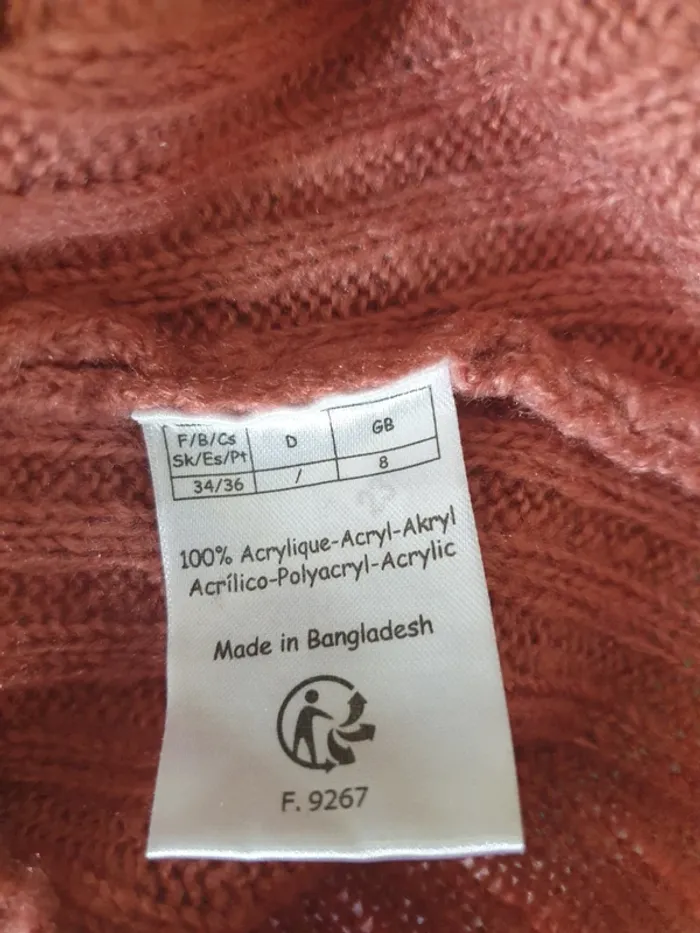 F/B/Cs Sk/Es/Pt D GB
34/36 / 8
100% Acrylique-Acryl-Akryl
Acrílico-Polyacryl-Acrylic
Made in Bangladesh
F. 9267